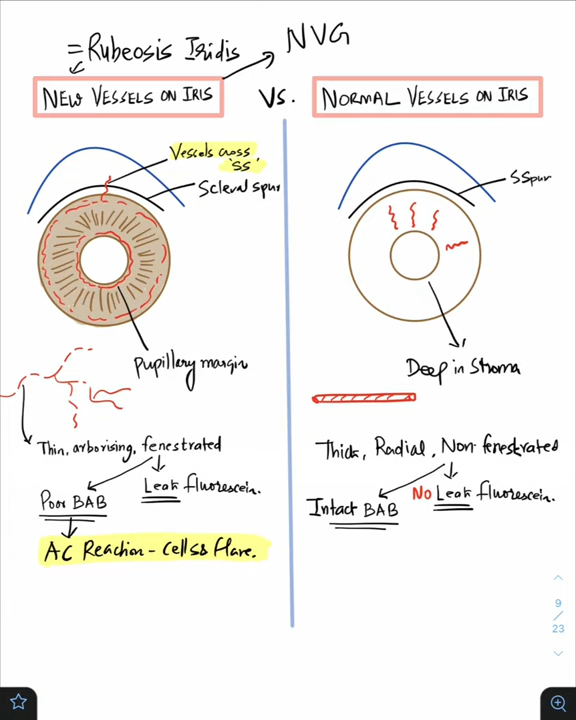 = Rubeosis Iridis
NVG
NEW VESSELS ON IRIS
VS.
NORMAL VESSELS ON IRIS
Vessels cross
'SS'
Scleral spur
SSpur
Pupillary margin
Deep in Stroma
Thin, arborising, fenestrated
Leak fluorescein.
Poor BAB
AC Reaction - Cells & Flare.
Thick, Radial, Non-fenestrated
No Leak fluorescein.
Intact BAB
9
/
23